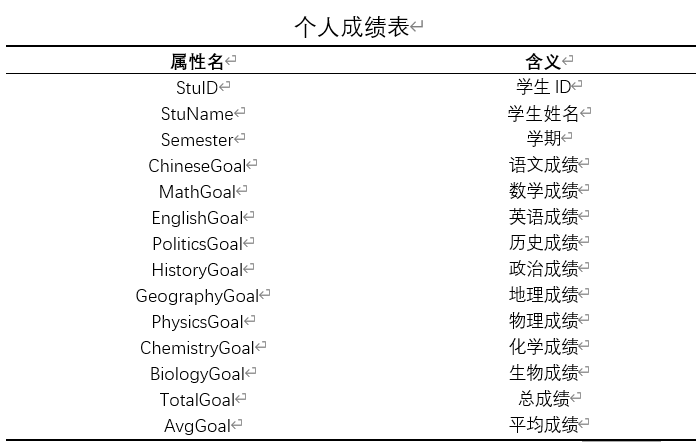 个人成绩表
属性名 含义
StuID 学生 ID
StuName 学生姓名
Semester 学期
ChineseGoal 语文成绩
MathGoal 数学成绩
EnglishGoal 英语成绩
PoliticsGoal 历史成绩
HistoryGoal 政治成绩
GeographyGoal 地理成绩
PhysicsGoal 物理成绩
ChemistryGoal 化学成绩
BiologyGoal 生物成绩
TotalGoal 总成绩
AvgGoal 平均成绩